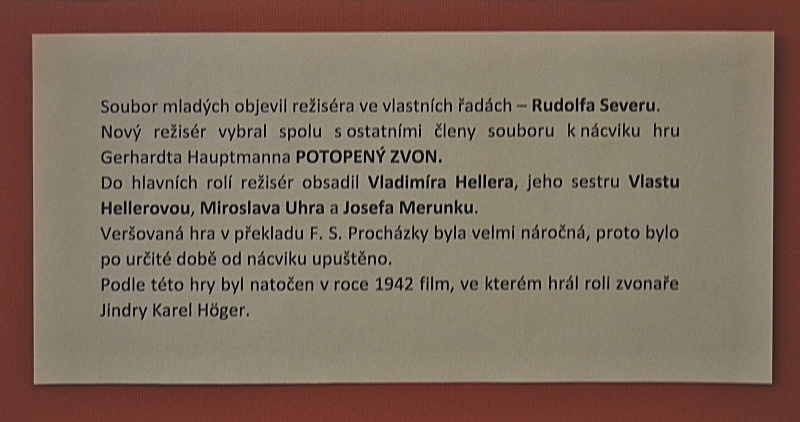 Soubor mladých objevil režiséra ve vlastních řadách – Rudolfa Severu.
Nový režisér vybral spolu s ostatními členy souboru k nácviku hru
Gerhardta Hauptmanna POTOPENÝ ZVON.
Do hlavních rolí režisér obsadil Vladimíra Hellera, jeho sestru Vlastu
Hellerovou, Miroslava Uhra a Josefa Merunku.
Veršovaná hra v překladu F. S. Procházky byla velmi náročná, proto bylo
po určité době od nácviku upuštěno.
Podle této hry byl natočen v roce 1942 film, ve kterém hrál roli zvonaře
Jindry Karel Höger.